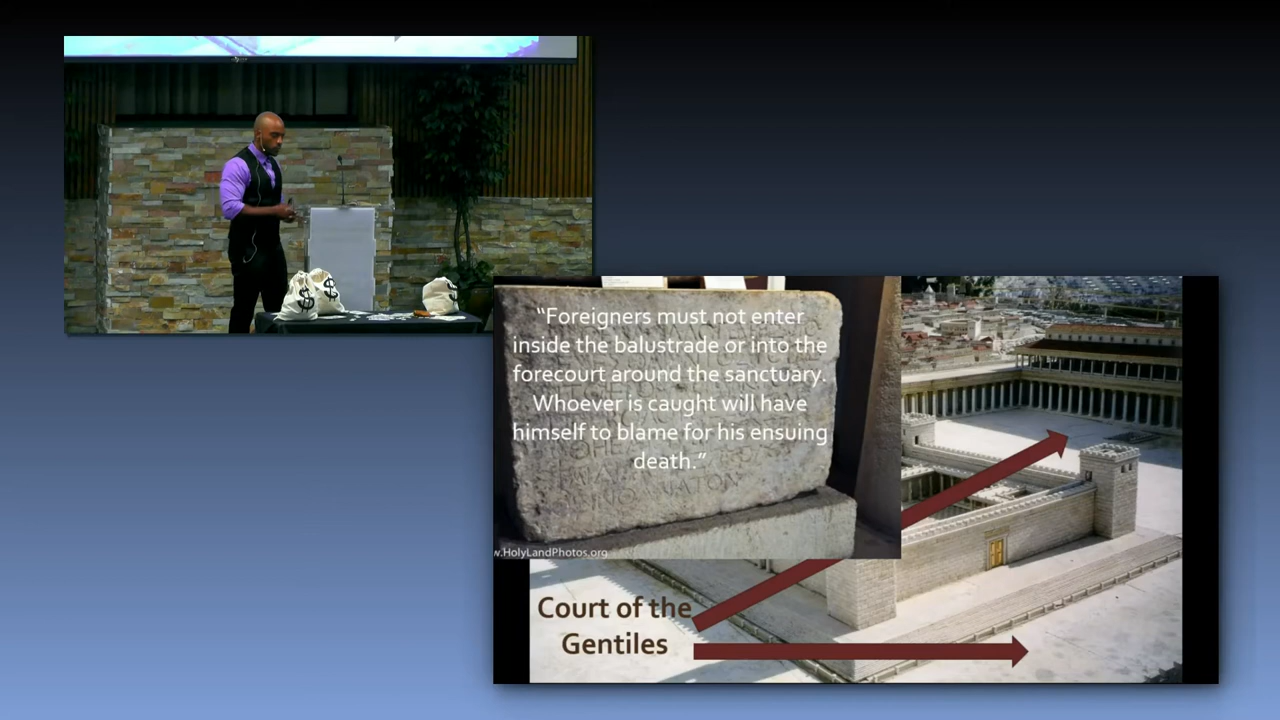 “Foreigners must not enter
inside the balustrade or into the
forecourt around the sanctuary.
Whoever is caught will have
himself to blame for his ensuing
death.”
w.HolyLandPhotos.org
Court of the
Gentiles
$
$
$